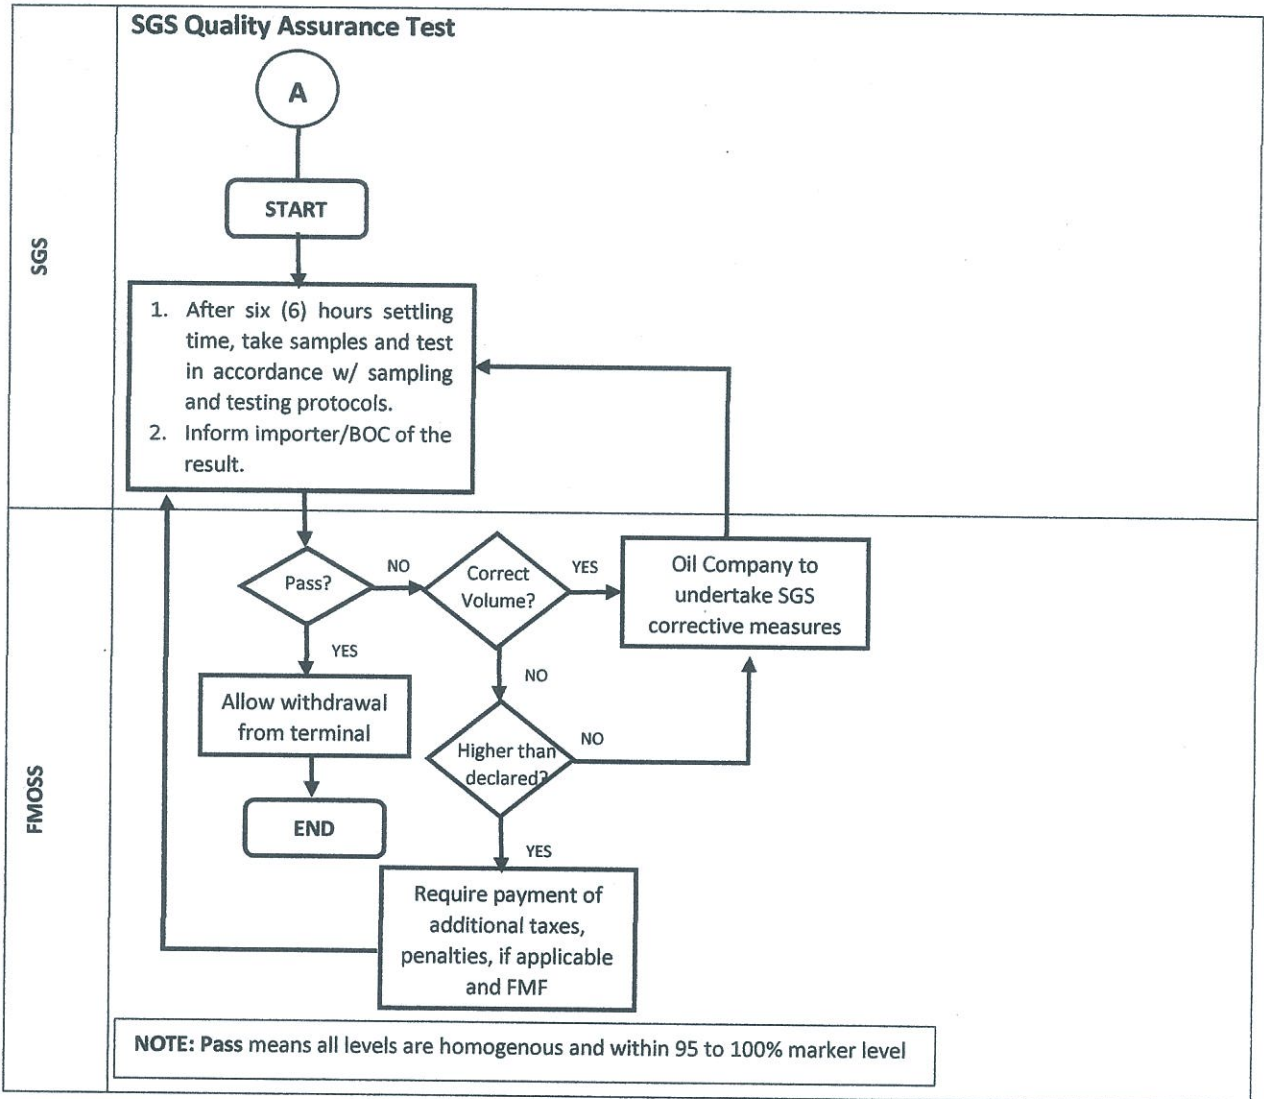 SGS Quality Assurance Test
A
START
SGS
1. After six (6) hours settling
time, take samples and test
in accordance w/ sampling
and testing protocols.
2. Inform importer/BOC of the
result.
Pass?
NO
Correct
Volume?
YES
Oil Company to
undertake SGS
corrective measures
YES
NO
Allow withdrawal
from terminal
Higher than
declared?
NO
FMOSS
END
YES
Require payment of
additional taxes,
penalties, if applicable
and FMF
NOTE: Pass means all levels are homogenous and within 95 to 100% marker level